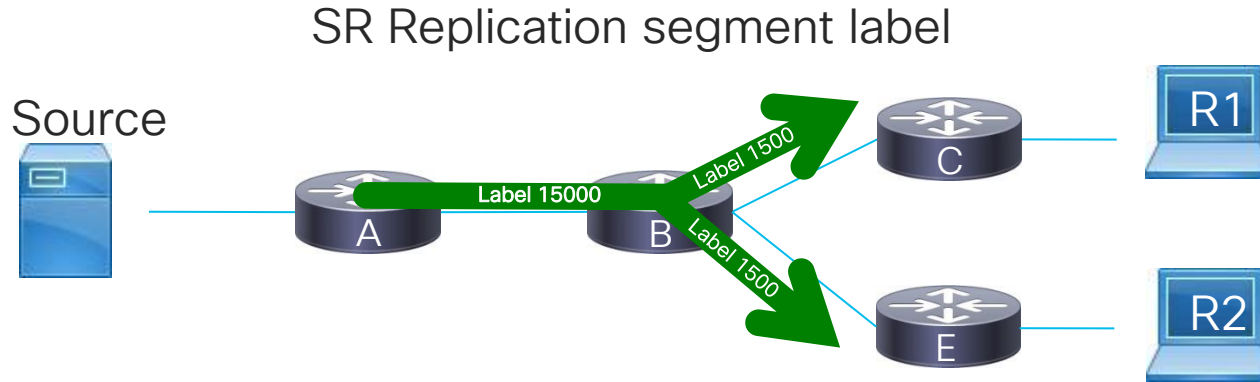 SR Replication segment label
Source
R1
Label 1500
C
Label 15000
A
B
Label 1500
R2
E